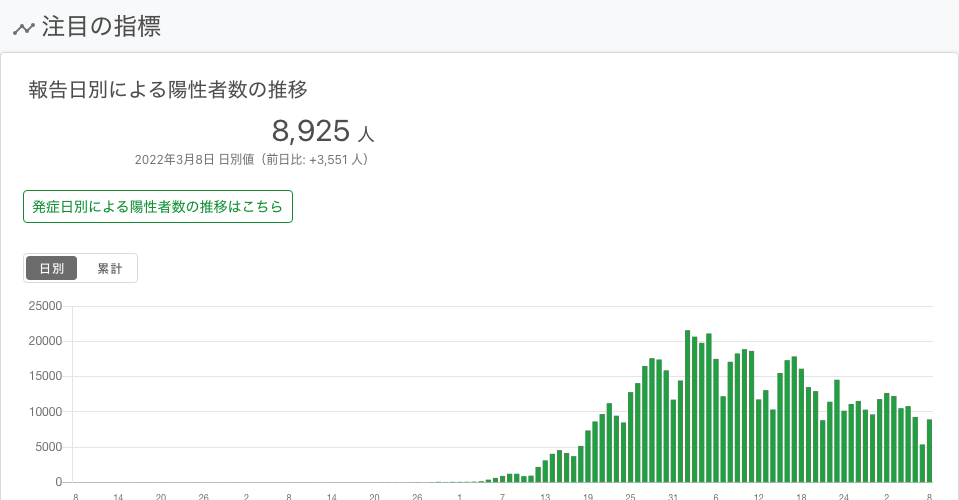 注目の指標
報告日別による陽性者数の推移
8,925 人
2022年3月8日 日別値（前日比: +3,551 人）
発症日別による陽性者数の推移はこちら
日別 累計
25000
20000
15000
10000
5000
0
8 14 20 26 2 8 14 20 26 1 7 13 19 25 31 6 12 18 24 2 8